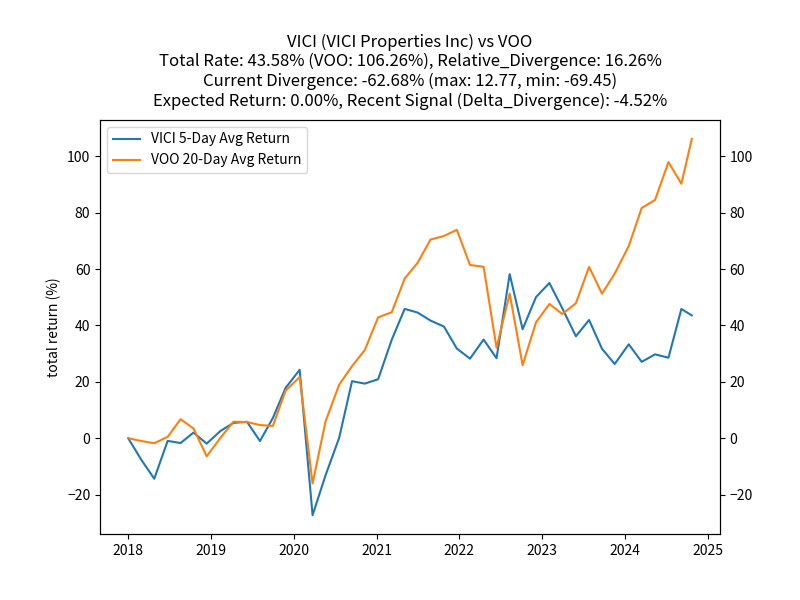 VICI (VICI Properties Inc) vs VOO
Total Rate: 43.58% (VOO: 106.26%), Relative_Divergence: 16.26%
Current Divergence: -62.68% (max: 12.77, min: -69.45)
Expected Return: 0.00%, Recent Signal (Delta_Divergence): -4.52%
VICI 5-Day Avg Return
VOO 20-Day Avg Return
total return (%)
100 100
80 80
60 60
40 40
20 20
0 0
−20 −20
2018 2019 2020 2021 2022 2023 2024 2025